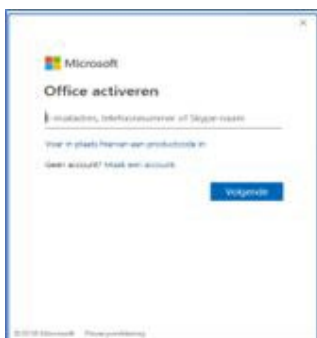 Microsoft
Office activeren
E-mailadres, telefoonnummer of Skype-naam
Voer in plaats hiervan een productcode in
Geen account? Maak een account
Volgende
©2018 Microsoft Privacyverklaring